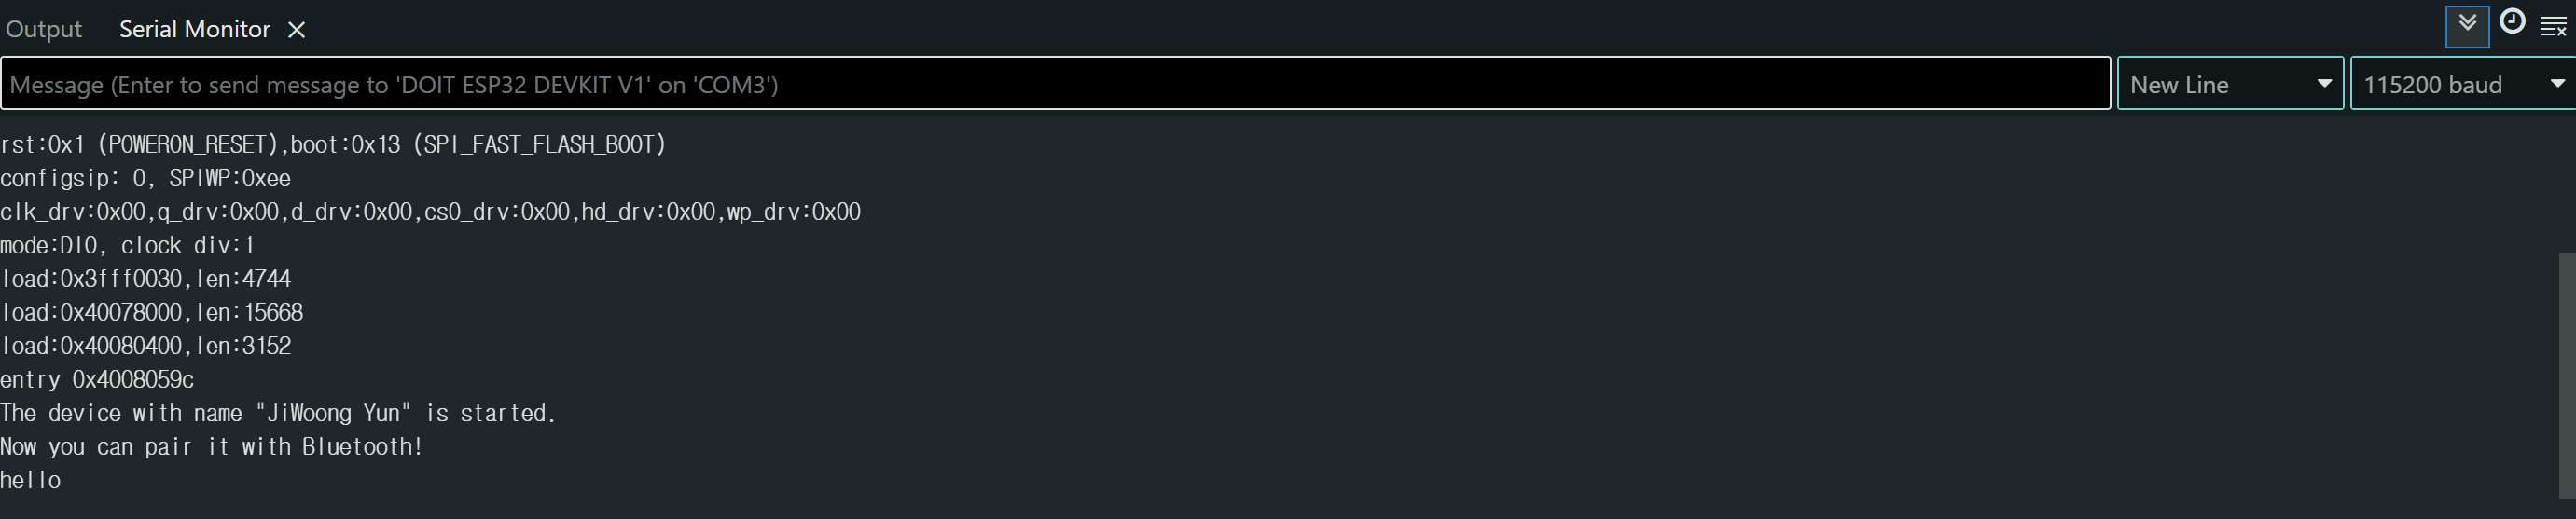 Output Serial Monitor
Message (Enter to send message to 'DOIT ESP32 DEVKIT V1' on 'COM3') New Line 115200 baud
rst:0x1 (POWERON_RESET),boot:0x13 (SPI_FAST_FLASH_BOOT)
configsip: 0, SPIWP:0xee
clk_drv:0x00,q_drv:0x00,d_drv:0x00,cs0_drv:0x00,hd_drv:0x00,wp_drv:0x00
mode:DIO, clock div:1
load:0x3fff0030,len:4744
load:0x40078000,len:15668
load:0x40080400,len:3152
entry 0x4008059c
The device with name "JiWoong Yun" is started.
Now you can pair it with Bluetooth!
hello